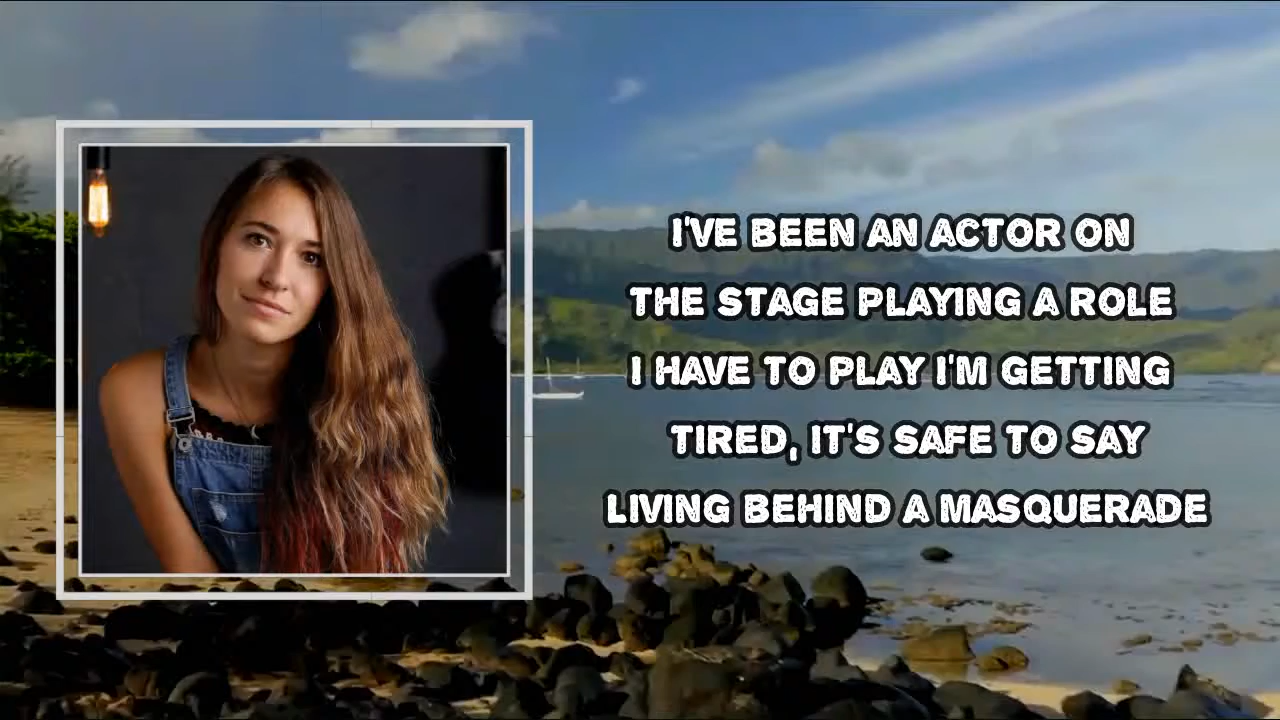 I'VE BEEN AN ACTOR ON
THE STAGE PLAYING A ROLE
I HAVE TO PLAY I'M GETTING
TIRED, IT'S SAFE TO SAY
LIVING BEHIND A MASQUERADE